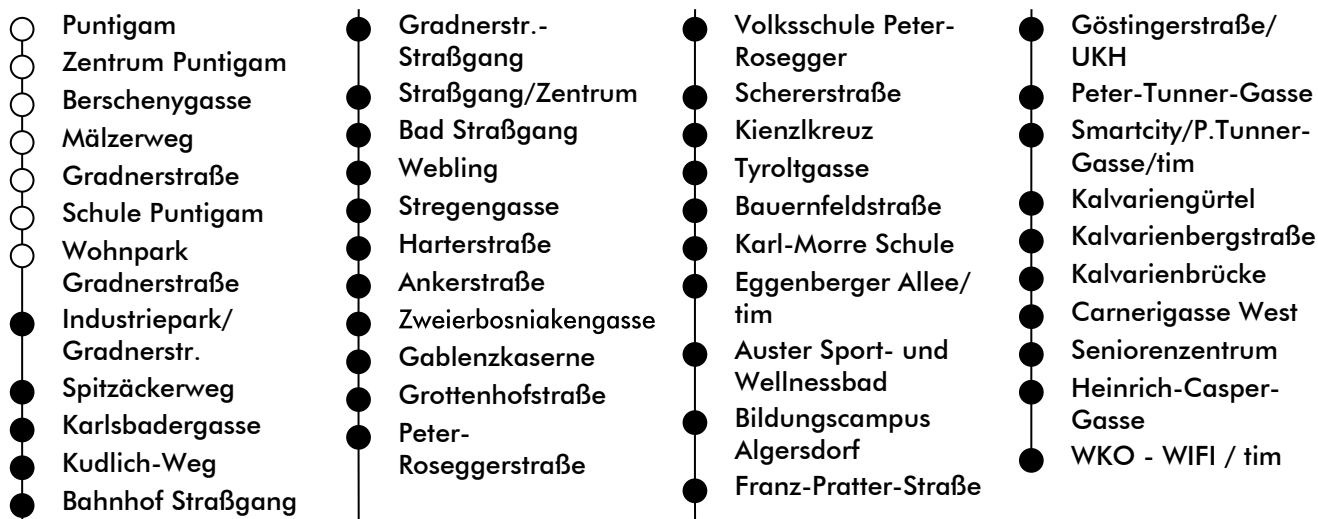 Puntigam
Zentrum Puntigam
Berschenygasse
Mälzerweg
Gradnerstraße
Schule Puntigam
Wohnpark
Gradnerstraße
Industriepark/
Gradnerstr.
Spitzäckerweg
Karlsbadergasse
Kudlich-Weg
Bahnhof Straßgang
Gradnerstr.-
Straßgang
Straßgang/Zentrum
Bad Straßgang
Webling
Stregengasse
Harterstraße
Ankerstraße
Zweierbosniakengasse
Gablenzkaserne
Grottenhofstraße
Peter-
Roseggerstraße
Volksschule Peter-
Rosegger
Schererstraße
Kienzlkreuz
Tyroltgasse
Bauernfeldstraße
Karl-Morre Schule
Eggenberger Allee/
tim
Auster Sport- und
Wellnessbad
Bildungscampus
Algersdorf
Franz-Pratter-Straße
Göstingerstraße/
UKH
Peter-Tunner-Gasse
Smartcity/P.Tunner-
Gasse/tim
Kalvariengürtel
Kalvarienbergstraße
Kalvarienbrücke
Carnerigasse West
Seniorenzentrum
Heinrich-Casper-
Gasse
WKO - WIFI / tim